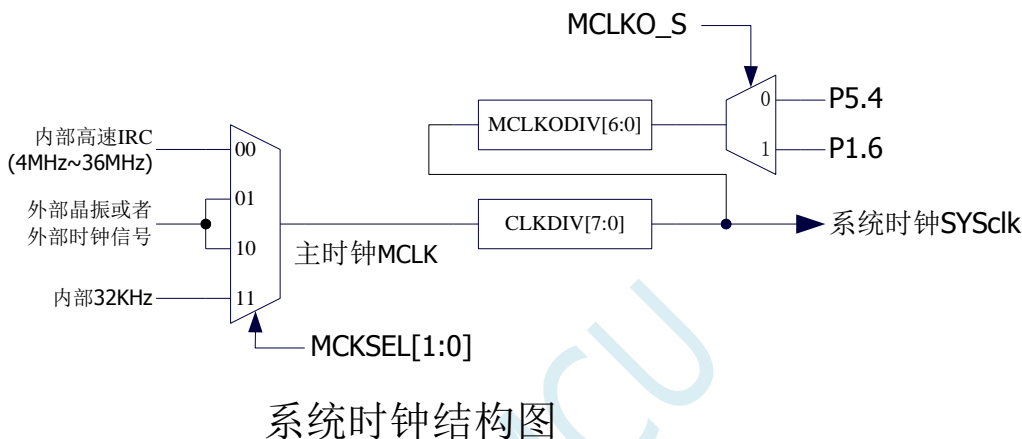 MCLKO_S
0
P5.4
MCLKODIV[6:0]
1
P1.6
内部高速IRC
(4MHz~36MHz)
00
外部晶振或者
外部时钟信号
01
10
主时钟MCLK
CLKDIV[7:0]
系统时钟SYSclk
内部32KHz
11
MCKSEL[1:0]
系统时钟结构图
MCU